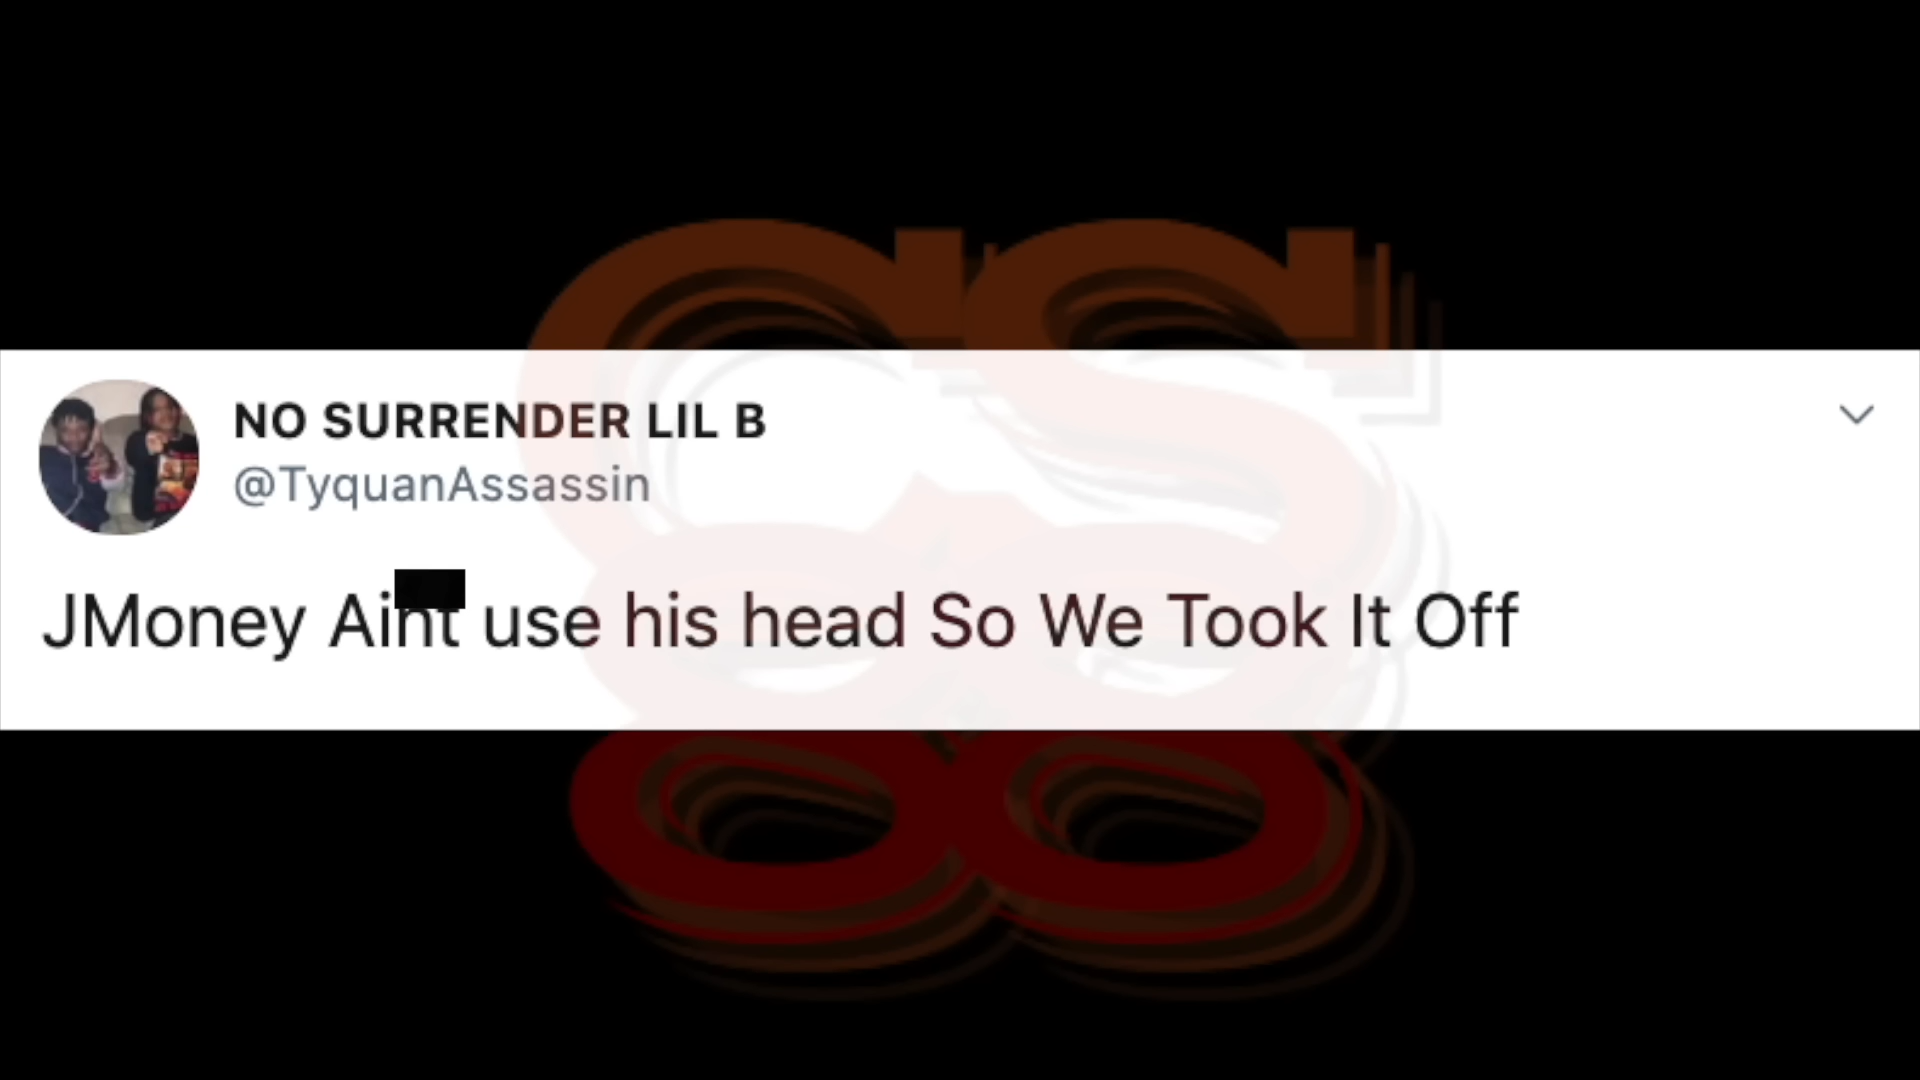 NO SURRENDER LIL B
@TyquanAssassin
JMoney Aint use his head So We Took It Off